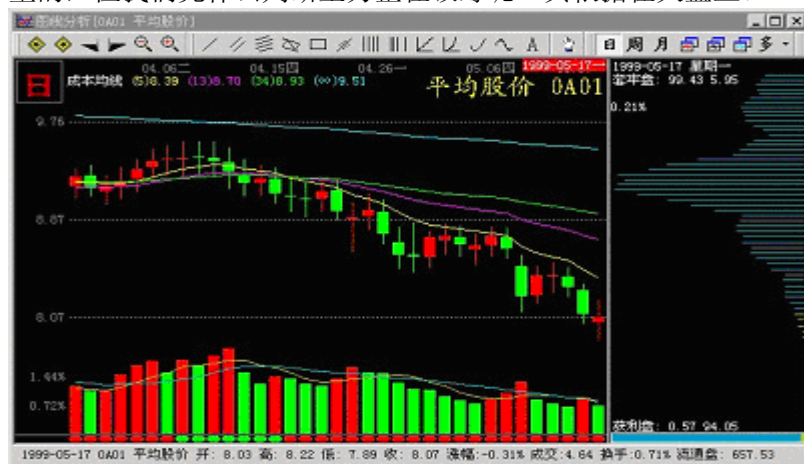 图线分析[0A01 平均股价]
A
日 周 月 多
日
成本均线 (5)8.39 (13)8.70 (34)8.93 (∞)9.51
04.06二 04.15四 04.26一 05.06四 1999-05-17一
平均股价 0A01
1999-05-17 星期一
套牢盘: 99.43 5.95
0.21%
9.76
8.87
8.07
1.44%
0.72%
获利盘: 0.57 94.05
1999-05-17 0A01 平均股价 开: 8.03 高: 8.22 低: 7.89 收: 8.07 涨幅:-0.31% 成交:4.64 换手:0.71% 流通盘: 657.53